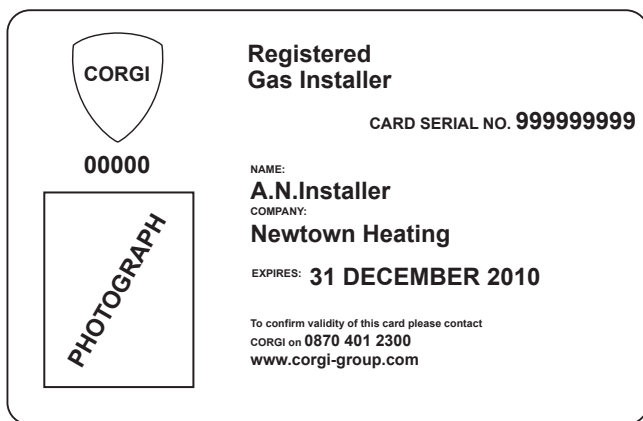 CORGI
00000
PHOTOGRAPH
Registered
Gas Installer
CARD SERIAL NO. 999999999
NAME:
A.N.Installer
COMPANY:
Newtown Heating
EXPIRES: 31 DECEMBER 2010
To confirm validity of this card please contact
CORGI on 0870 401 2300
www.corgi-group.com